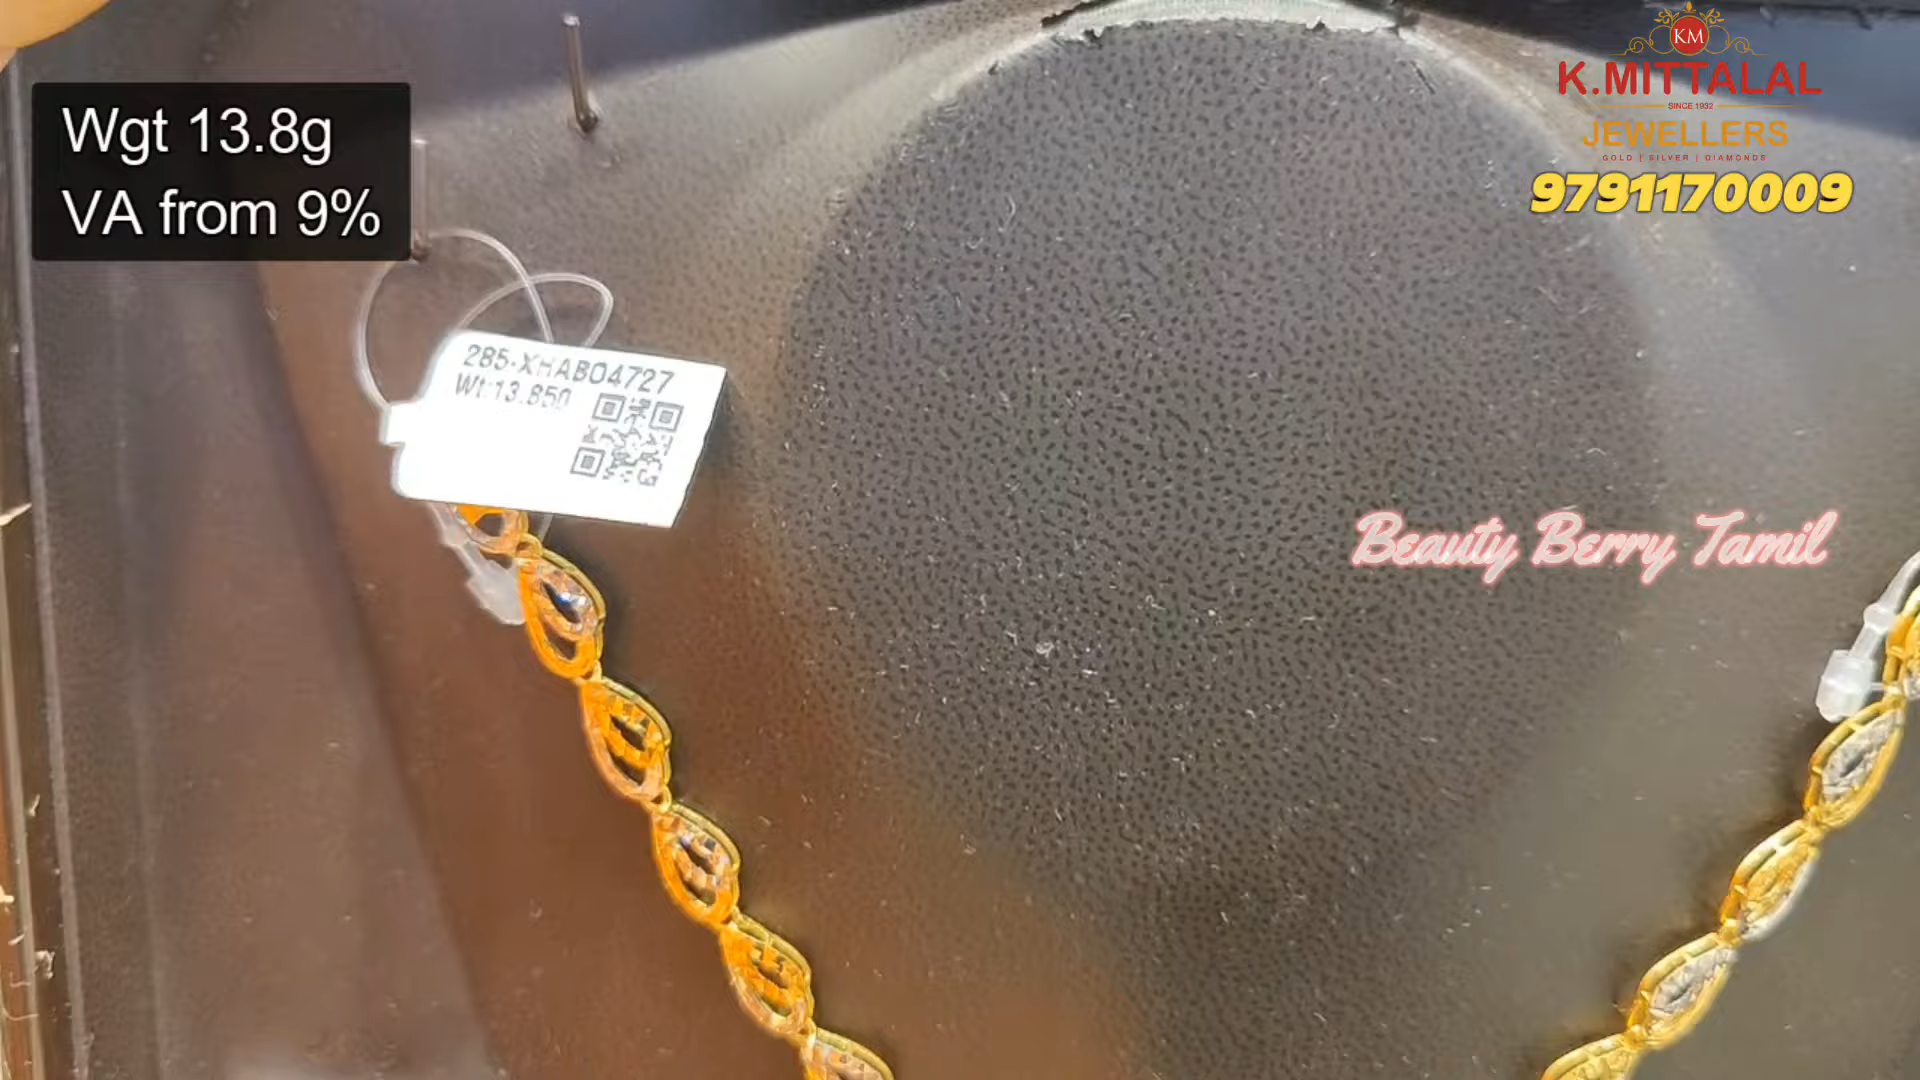 Wgt 13.8g
VA from 9%
KM
K.MITTALAL
SINCE 1932
JEWELLERS
GOLD | SILVER | DIAMONDS
9791170009
285-XHAB04727
Wt:13.850
Beauty Berry Tamil